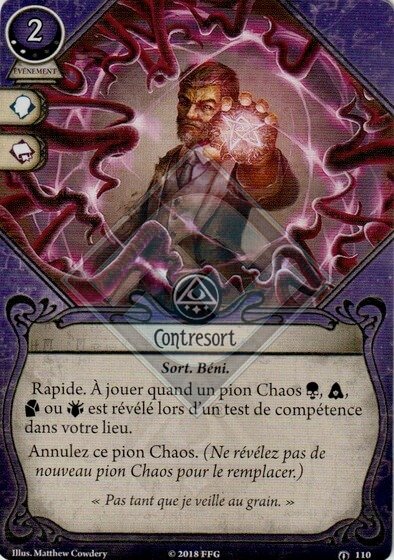 2
ÉVÉNEMENT
Contresort
Sort. Béni.
Rapide. À jouer quand un pion Chaos , ,
ou est révélé lors d'un test de compétence
dans votre lieu.
Annulez ce pion Chaos. (Ne révélez pas de
nouveau pion Chaos pour le remplacer.)
« Pas tant que je veille au grain. »
Illus. Matthew Cowdery © 2018 FFG 110